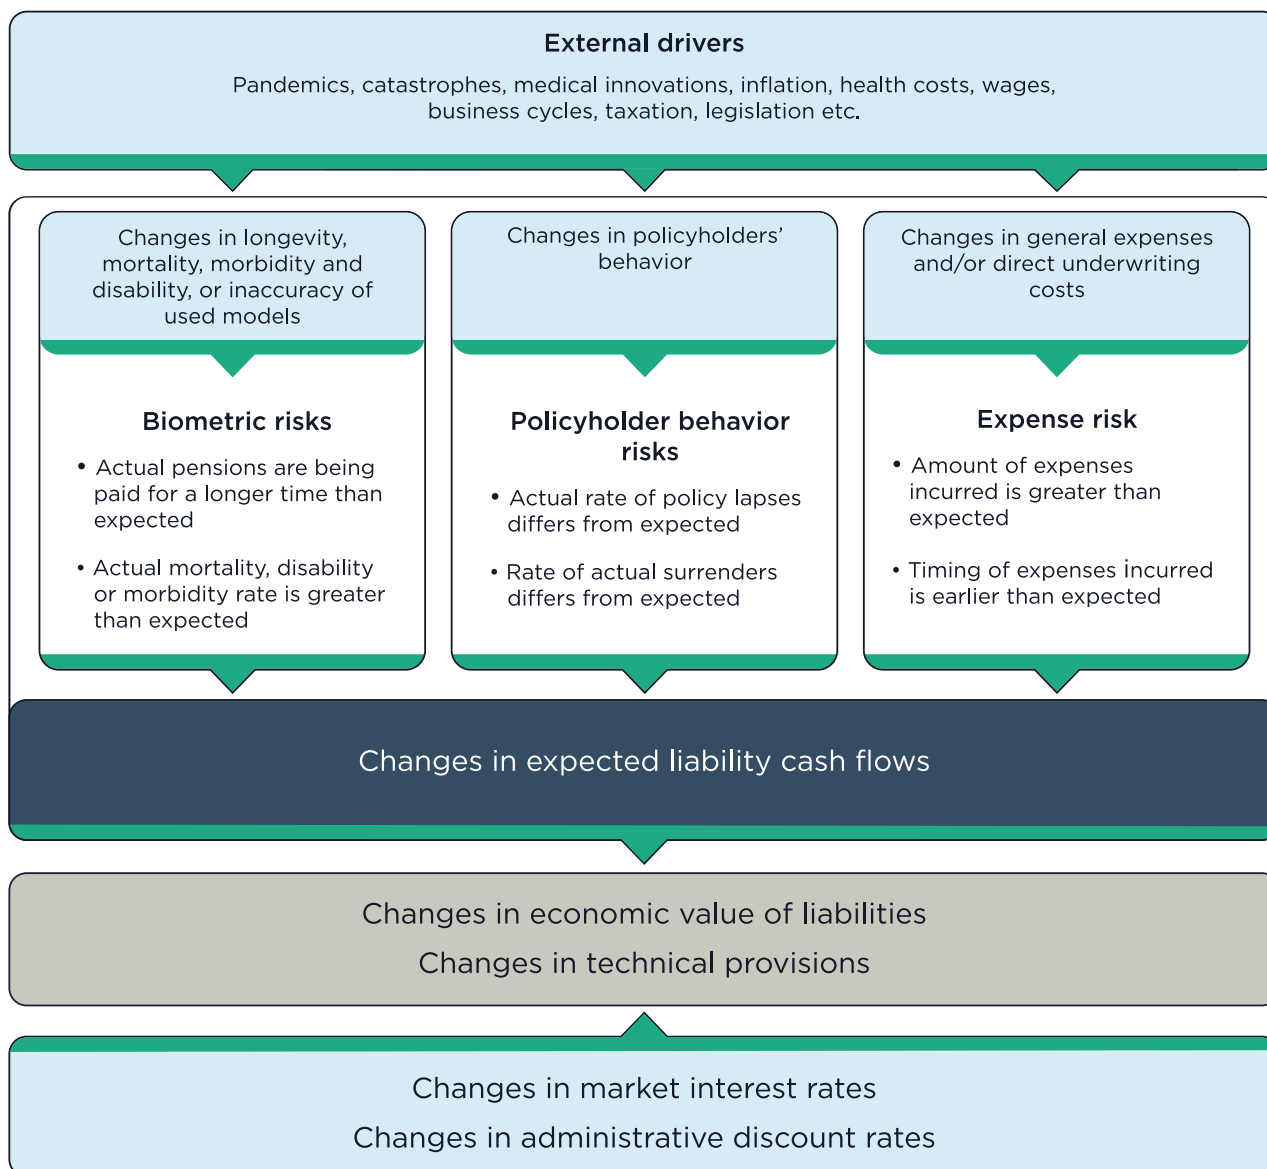 External drivers
Pandemics, catastrophes, medical innovations, inflation, health costs, wages,
business cycles, taxation, legislation etc.
Changes in longevity,
mortality, morbidity and
disability, or inaccuracy of
used models
Biometric risks
• Actual pensions are being
paid for a longer time than
expected
• Actual mortality, disability
or morbidity rate is greater
than expected
Changes in policyholders’
behavior
Policyholder behavior
risks
• Actual rate of policy lapses
differs from expected
• Rate of actual surrenders
differs from expected
Changes in general expenses
and/or direct underwriting
costs
Expense risk
• Amount of expenses
incurred is greater than
expected
• Timing of expenses incurred
is earlier than expected
Changes in expected liability cash flows
Changes in economic value of liabilities
Changes in technical provisions
Changes in market interest rates
Changes in administrative discount rates